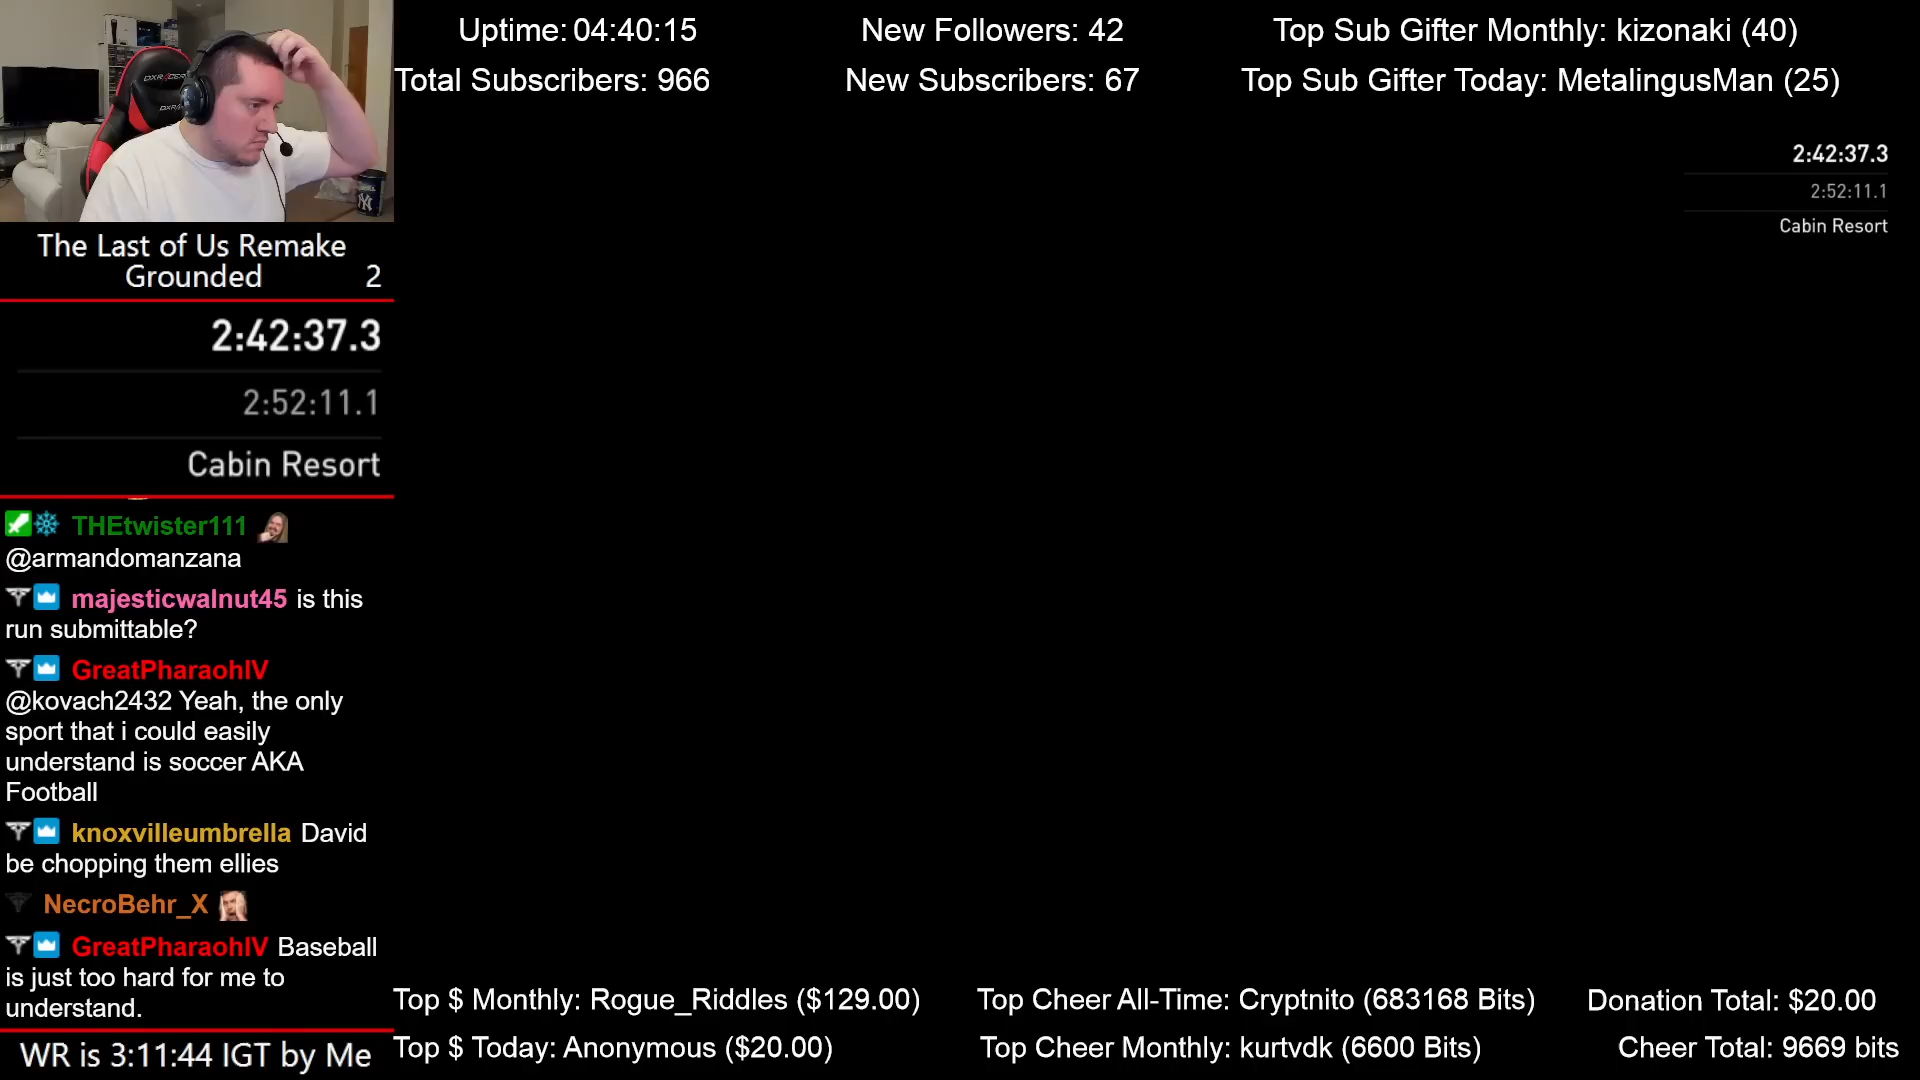 Uptime: 04:40:15
New Followers: 42
Top Sub Gifter Monthly: kizonaki (40)
Total Subscribers: 966
New Subscribers: 67
Top Sub Gifter Today: MetalingusMan (25)
2:42:37.3
2:52:11.1
Cabin Resort
The Last of Us Remake
Grounded 2
2:42:37.3
2:52:11.1
Cabin Resort
THEtwister111
@armandomanzana
majesticwalnut45 is this
run submittable?
GreatPharaohIV
@kovach2432 Yeah, the only
sport that i could easily
understand is soccer AKA
Football
knoxvilleumbrella David
be chopping them ellies
NecroBehr_X
GreatPharaohIV Baseball
is just too hard for me to
understand.
WR is 3:11:44 IGT by Me
Top $ Monthly: Rogue_Riddles ($129.00)
Top Cheer All-Time: Cryptnito (683168 Bits)
Donation Total: $20.00
Top $ Today: Anonymous ($20.00)
Top Cheer Monthly: kurtvdk (6600 Bits)
Cheer Total: 9669 bits